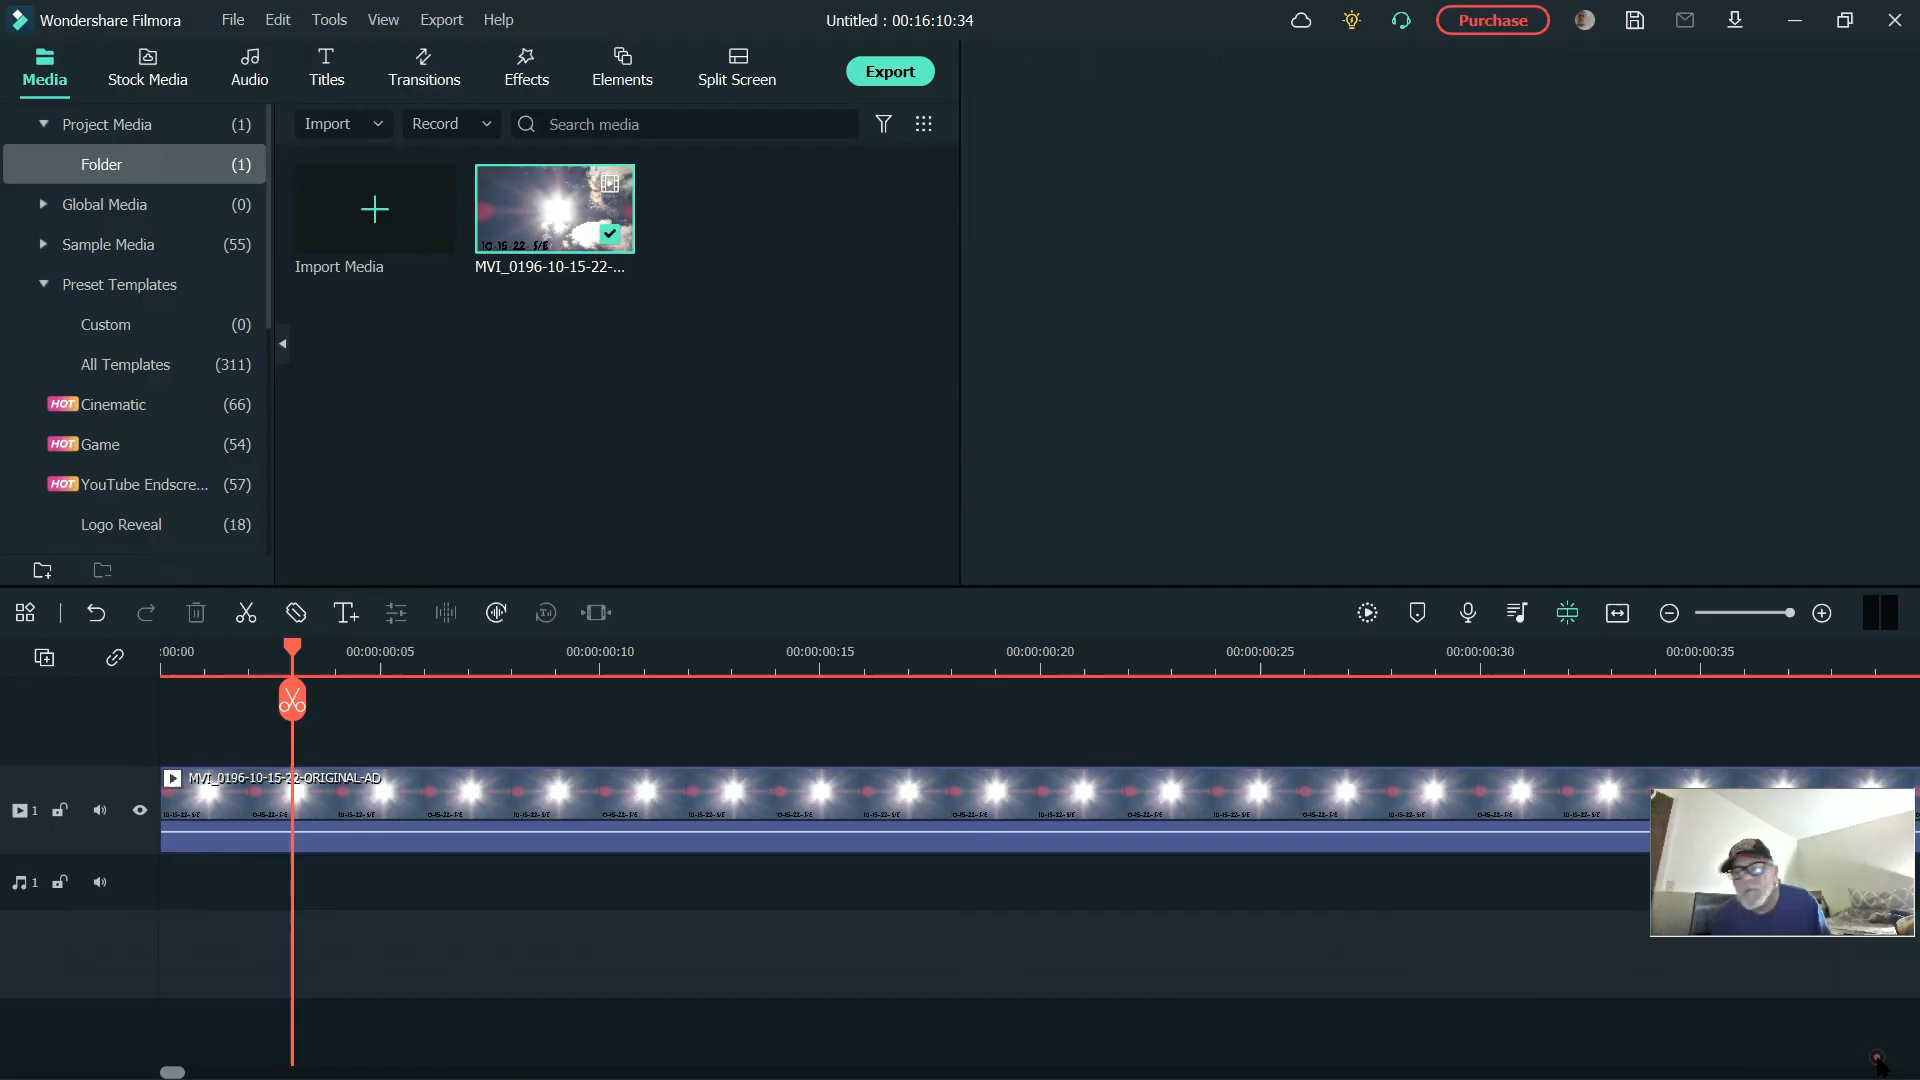 Wondershare Filmora
File
Edit
Tools
View
Export
Help
Untitled : 00:16:10:34
Purchase
Media
Stock Media
Audio
Titles
Transitions
Effects
Elements
Split Screen
Export
Project Media (1)
Folder (1)
Global Media (0)
Sample Media (55)
Preset Templates
Custom (0)
All Templates (311)
HOT Cinematic (66)
HOT Game (54)
HOT YouTube Endscre... (57)
Logo Reveal (18)
Import
Record
Search media
10-15-22- S/E
Import Media
MVI_0196-10-15-22-...
:00:00
00:00:00:05
00:00:00:10
00:00:00:15
00:00:00:20
00:00:00:25
00:00:00:30
00:00:00:35
MVI_0196-10-15-22-ORIGINAL-AD
1
1